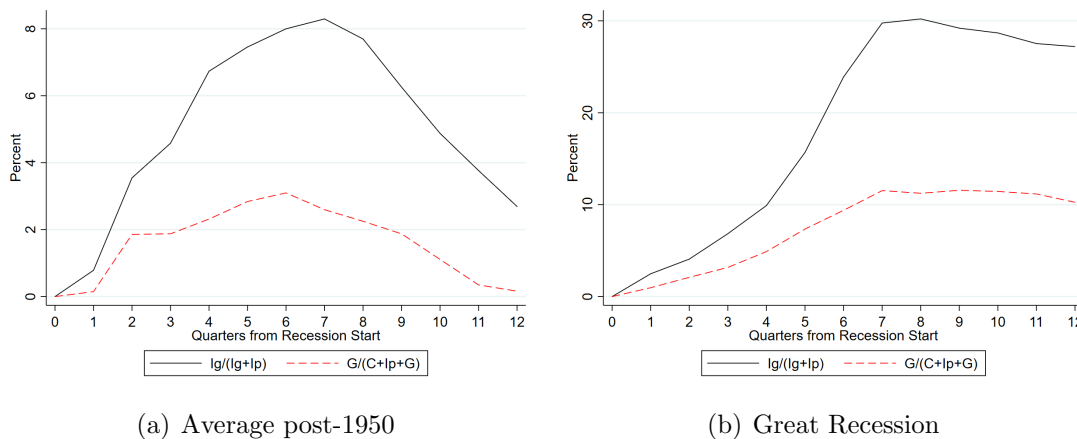 8
6
4
2
0
Percent
0 1 2 3 4 5 6 7 8 9 10 11 12
Quarters from Recession Start
Ig/(Ig+Ip) G/(C+Ip+G)
(a) Average post-1950
30
20
10
0
Percent
0 1 2 3 4 5 6 7 8 9 10 11 12
Quarters from Recession Start
Ig/(Ig+Ip) G/(C+Ip+G)
(b) Great Recession